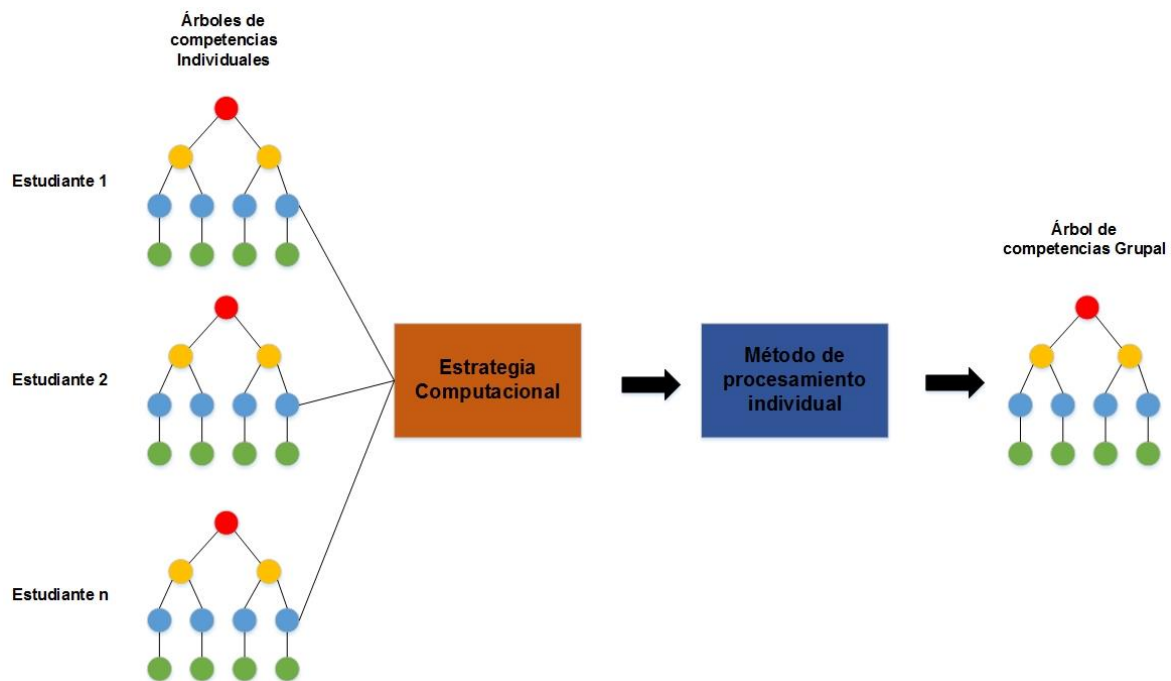 Árboles de
competencias
Individuales
Estudiante 1
Estudiante 2
Estudiante n
Estrategia
Computacional
Método de
procesamiento
individual
Árbol de
competencias Grupal